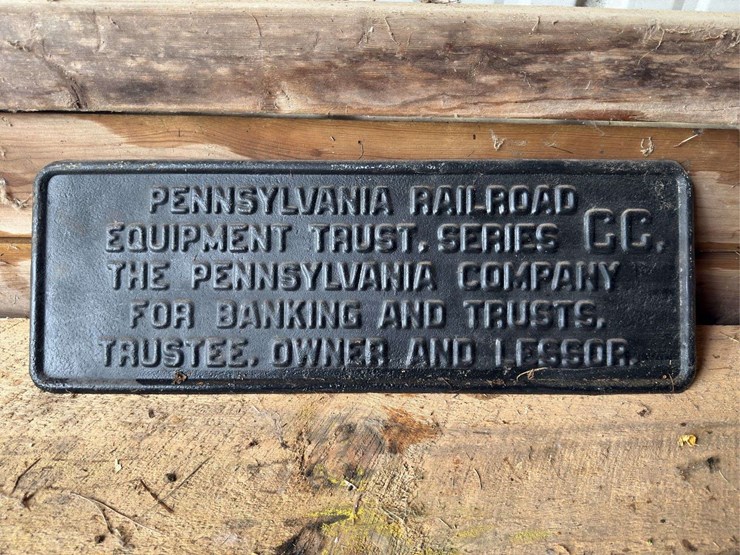 PENNSYLVANIA RAILROAD
EQUIPMENT TRUST, SERIES CC.
THE PENNSYLVANIA COMPANY
FOR BANKING AND TRUSTS,
TRUSTEE, OWNER AND LESSOR.